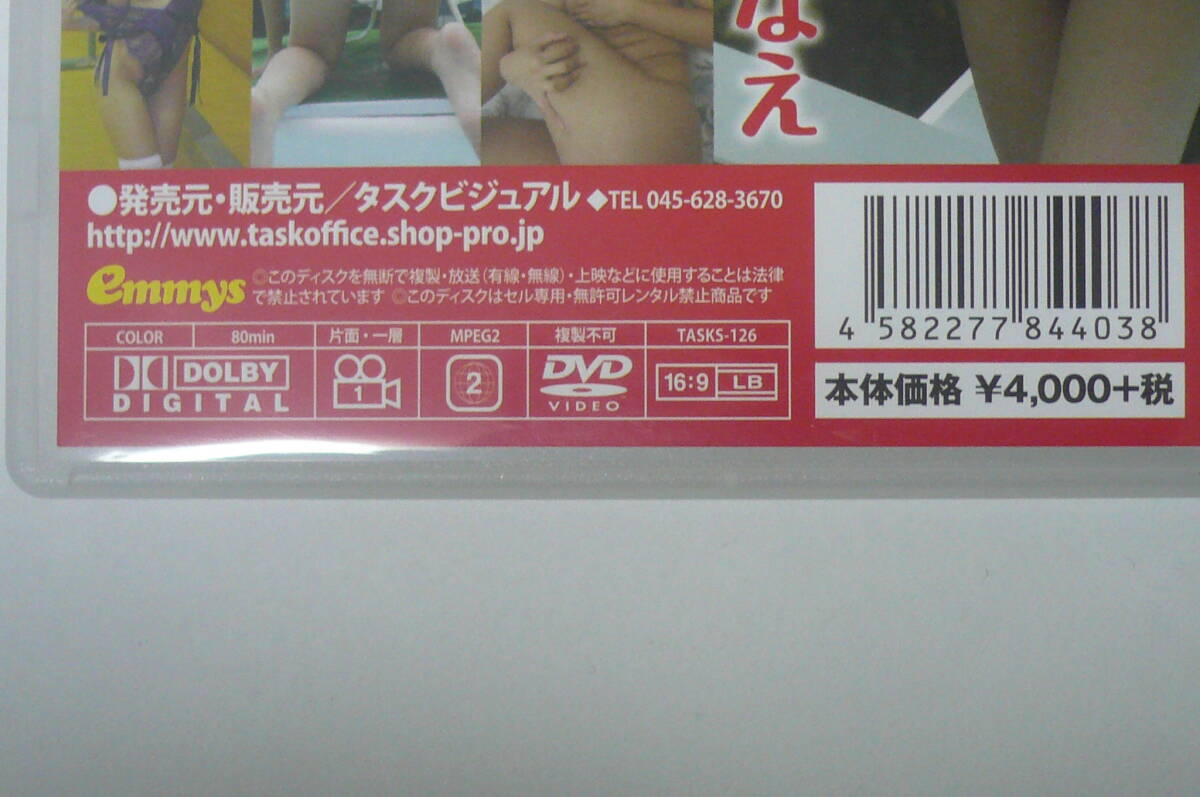 なえ
●発売元・販売元／タスクビジュアル ◆TEL 045-628-3670
http://www.taskoffice.shop-pro.jp
emmys
◎このディスクを無断で複製・放送(有線・無線)・上映などに使用することは法律
で禁止されています ◎このディスクはセル専用・無許可レンタル禁止商品です
COLOR 80min 片面・一層 MPEG2 複製不可 TASKS-126
DOLBY
DIGITAL
1
2
DVD
VIDEO
16:9 LB
4 582277 844038
本体価格 ¥4,000+税